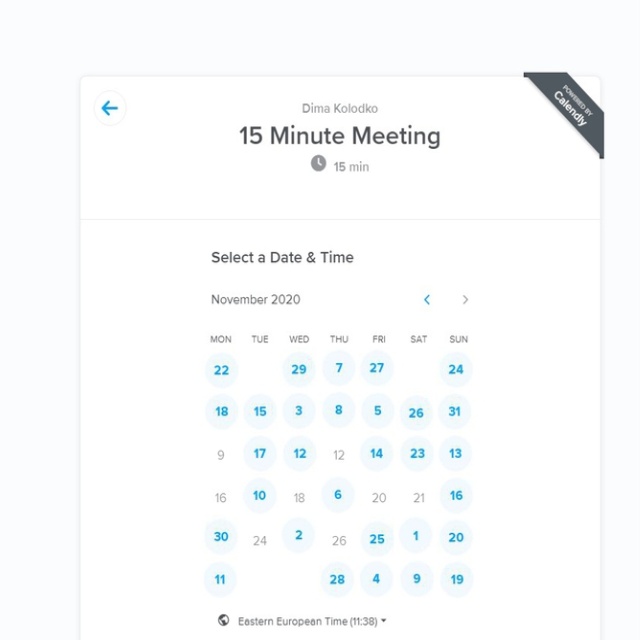 Dima Kolodko
15 Minute Meeting
15 min
POWERED BY
Calendly
Select a Date & Time
November 2020 < >
MON TUE WED THU FRI SAT SUN
22 29 7 27 24
18 15 3 8 5 26 31
9 17 12 12 14 23 13
16 10 18 6 20 21 16
30 24 2 26 25 1 20
11 28 4 9 19
Eastern European Time (11:38)